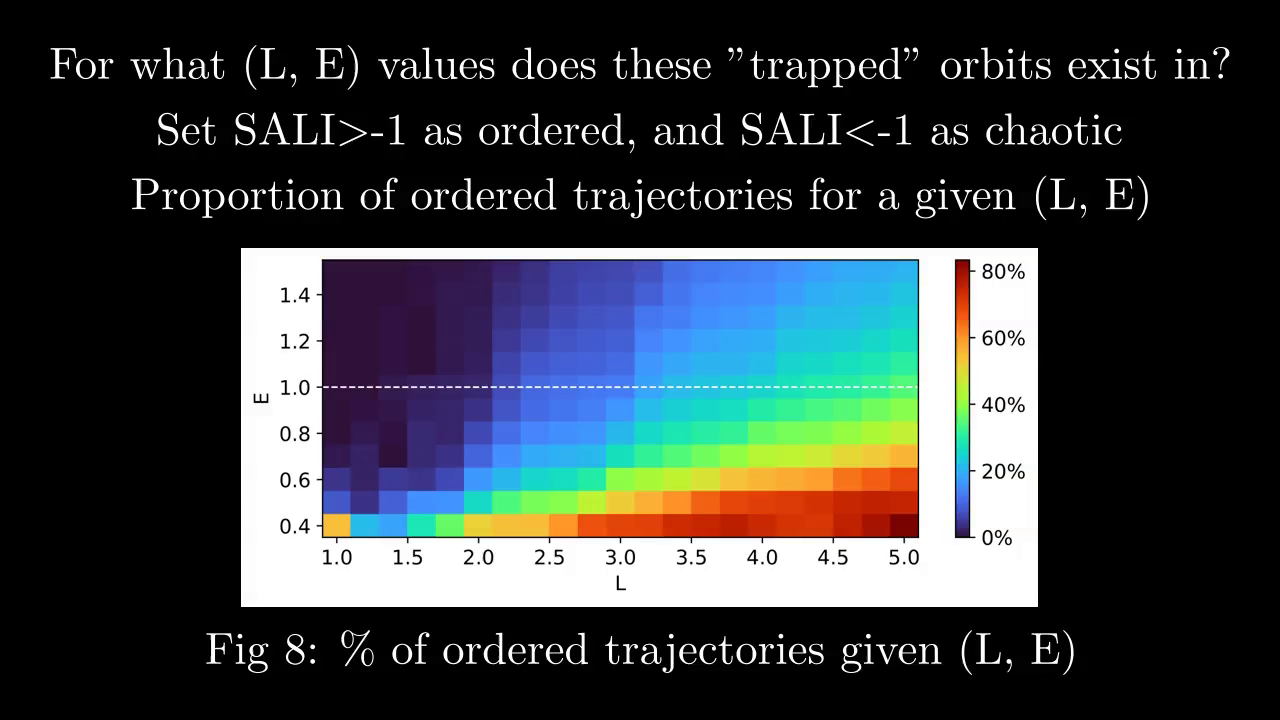 For what (L, E) values does these ”trapped” orbits exist in?
Set SALI>-1 as ordered, and SALI<-1 as chaotic
Proportion of ordered trajectories for a given (L, E)
1.4
1.2
1.0
0.8
0.6
0.4
E
1.0 1.5 2.0 2.5 3.0 3.5 4.0 4.5 5.0
L
80%
60%
40%
20%
0%
Fig 8: % of ordered trajectories given (L, E)